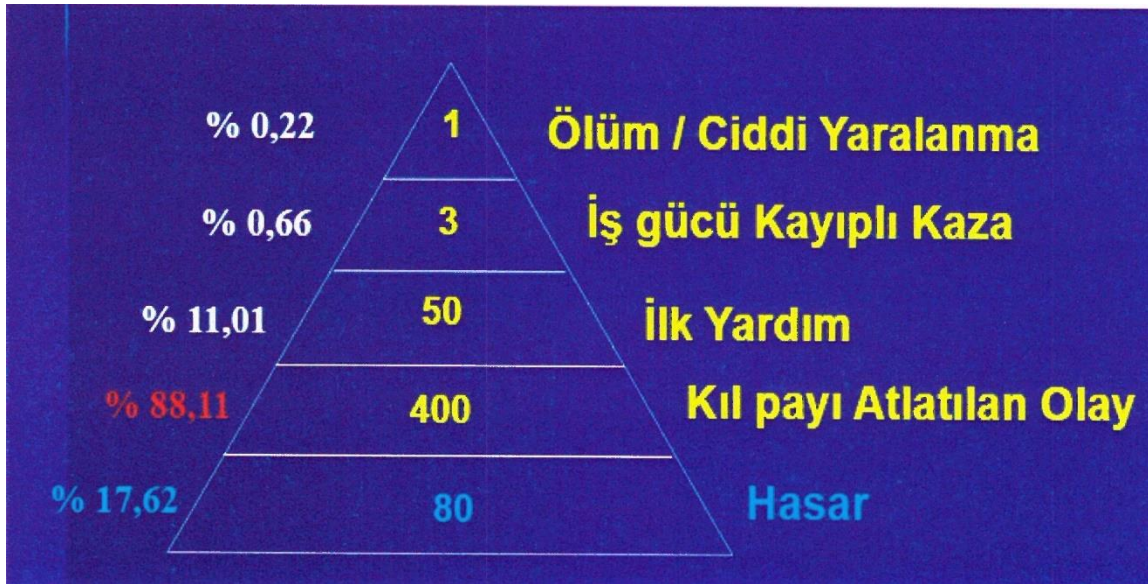 % 0,22 1 Ölüm / Ciddi Yaralanma
% 0,66 3 İş gücü Kayıplı Kaza
% 11,01 50 İlk Yardım
% 88,11 400 Kıl payı Atlatılan Olay
% 17,62 80 Hasar